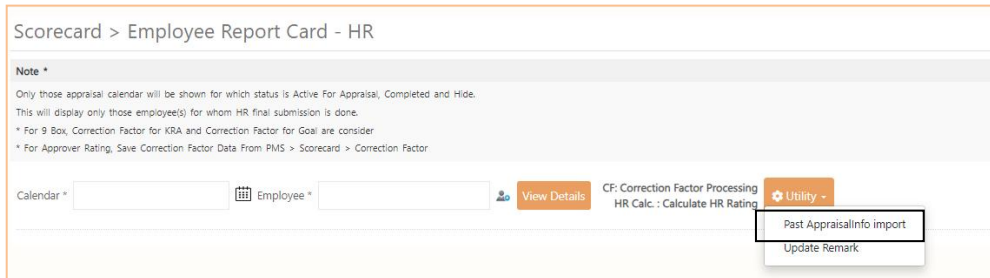 Scorecard > Employee Report Card - HR
Note *
Only those appraisal calendar will be shown for which status is Active For Appraisal, Completed and Hide.
This will display only those employee(s) for whom HR final submission is done.
* For 9 Box, Correction Factor for KRA and Correction Factor for Goal are consider
* For Approver Rating, Save Correction Factor Data From PMS > Scorecard > Correction Factor
Calendar * Employee * View Details CF: Correction Factor Processing Utility
HR Calc. : Calculate HR Rating
Past AppraisalInfo import
Update Remark